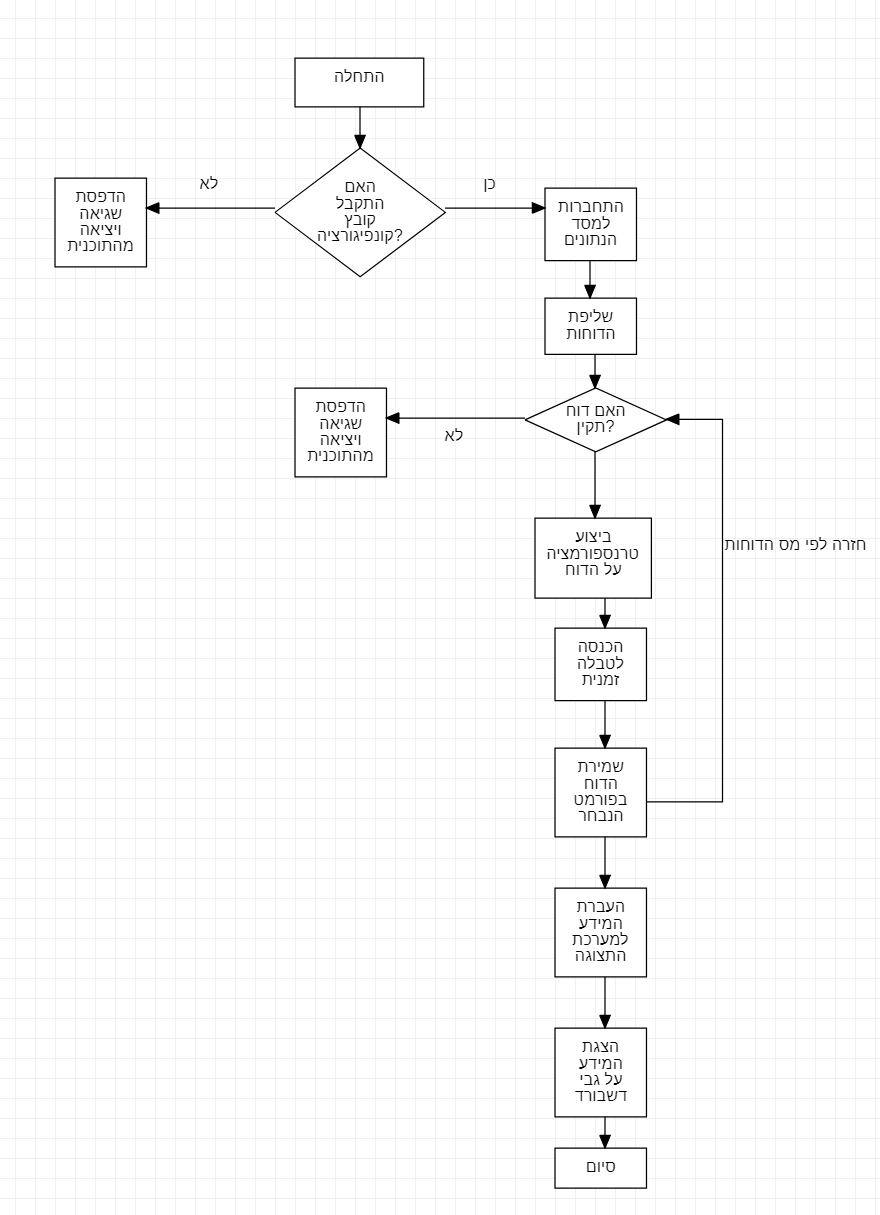 התחלה
האם
התקבל
קובץ
קונפיגורציה?
לא
כן
הדפסת
שגיאה
ויציאה
מהתוכנית
התחברות
למסד
הנתונים
שליפת
הדוחות
האם דוח
תקין?
לא
הדפסת
שגיאה
ויציאה
מהתוכנית
ביצוע
טרנספורמציה
על הדוח
חזרה לפי מס הדוחות
הכנסה
לטבלה
זמנית
שמירת
הדוח
בפורמט
הנבחר
העברת
המידע
למערכת
התצוגה
הצגת
המידע
על גבי
דשבורד
סיום